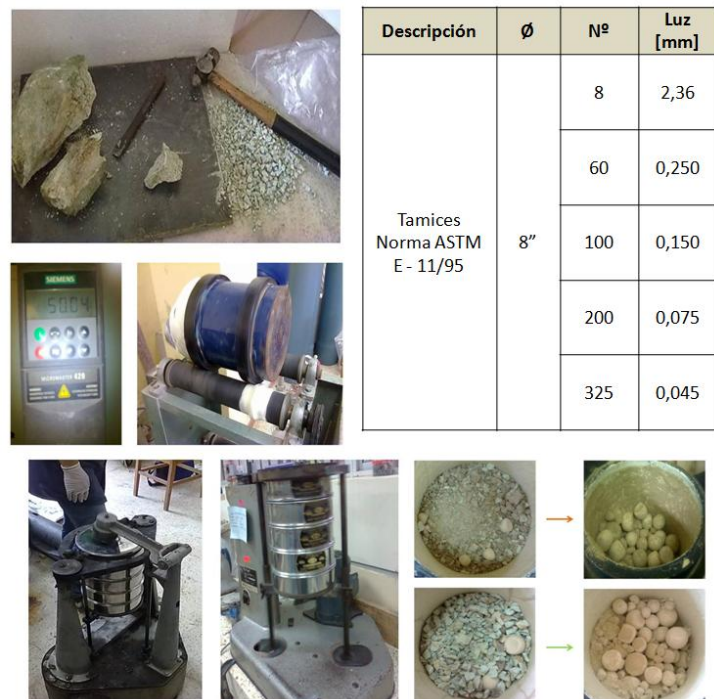 Descripción Ø Nº Luz [mm]
8 2,36
60 0,250
Tamices
Norma ASTM
E - 11/95
8”
100 0,150
200 0,075
325 0,045
SIEMENS
50.04
MICROMASTER 420